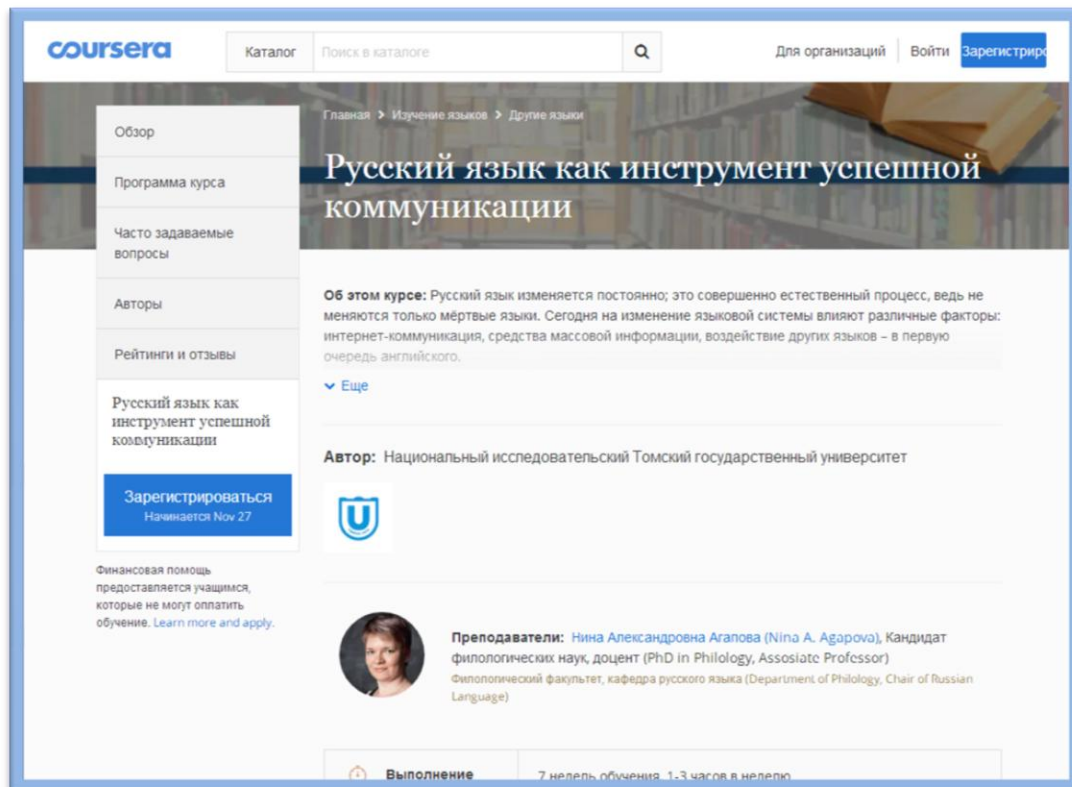 coursera
Каталог
Поиск в каталоге
Для организаций
Войти
Зарегистриро
Обзор
Программа курса
Часто задаваемые
вопросы
Авторы
Рейтинги и отзывы
Русский язык как
инструмент успешной
коммуникации
Зарегистрироваться
Начинается Nov 27
Финансовая помощь
предоставляется учащимся,
которые не могут оплатить
обучение. Learn more and apply.
Главная > Изучение языков > Другие языки
Русский язык как инструмент успешной
коммуникации
Об этом курсе: Русский язык изменяется постоянно; это совершенно естественный процесс, ведь не
меняются только мёртвые языки. Сегодня на изменение языковой системы влияют различные факторы:
интернет-коммуникация, средства массовой информации, воздействие других языков – в первую
очередь английского.
Еще
Автор: Национальный исследовательский Томский государственный университет
Преподаватели: Нина Александровна Агапова (Nina A. Agapova), Кандидат
филологических наук, доцент (PhD in Philology, Assosiate Professor)
Филологический факультет, кафедра русского языка (Department of Philology, Chair of Russian
Language)
Выполнение
7 недель обучения, 1-3 часов в неделю